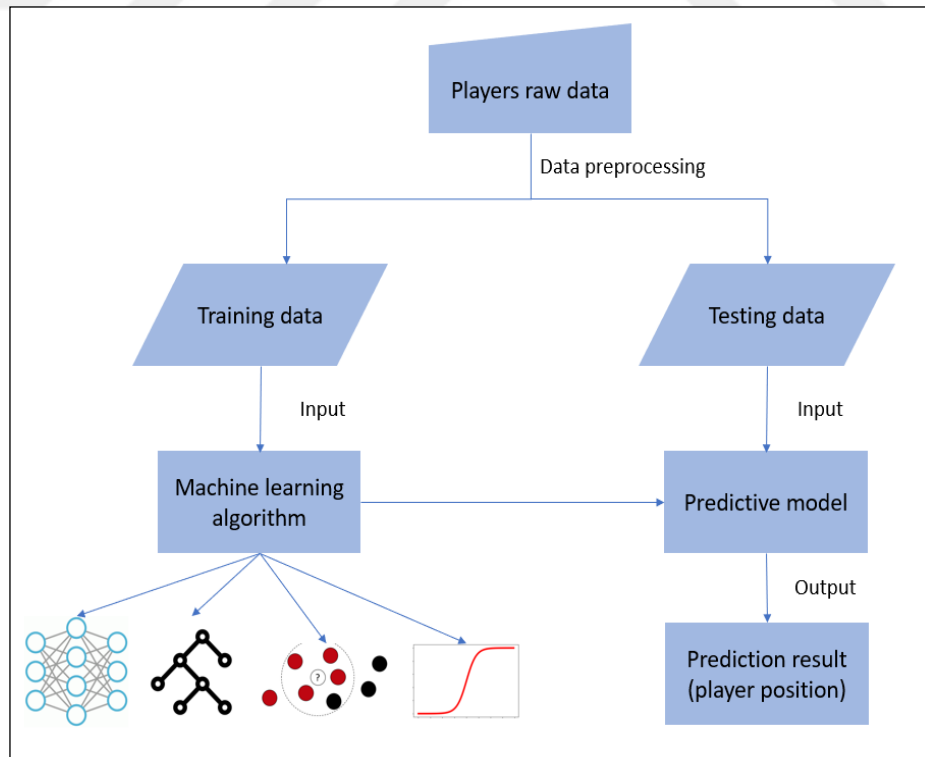 Players raw data
Data preprocessing
Training data
Testing data
Input
Input
Machine learning
algorithm
Predictive model
Output
?
Prediction result
(player position)